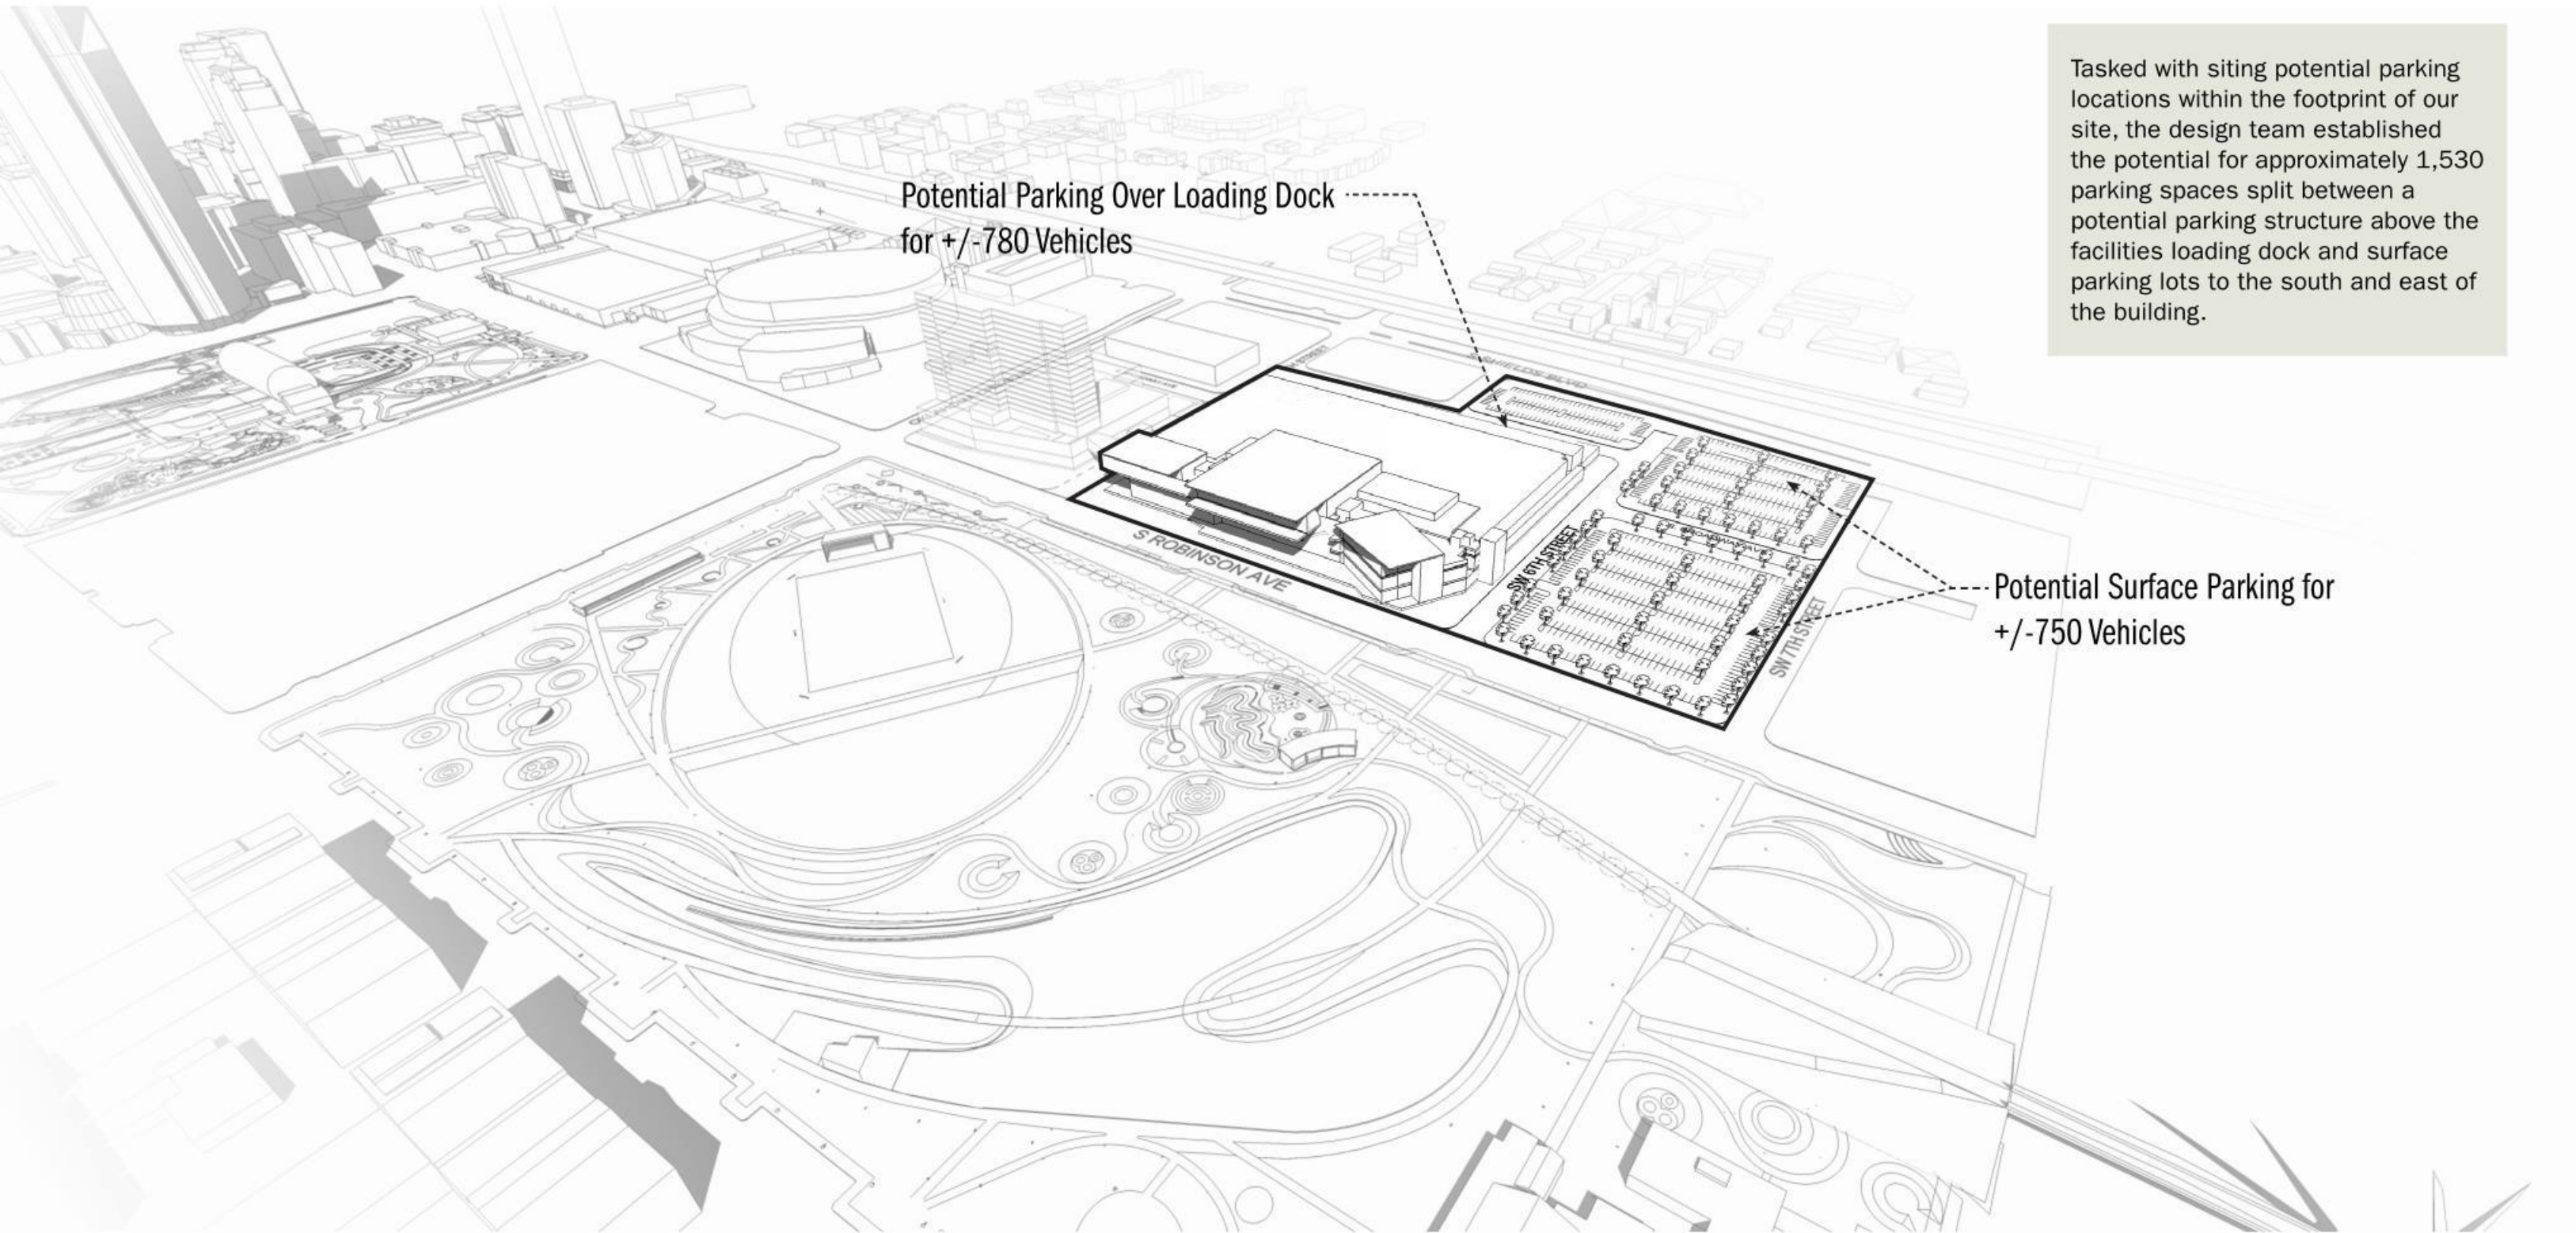 Tasked with siting potential parking
locations within the footprint of our
site, the design team established
the potential for approximately 1,530
parking spaces split between a
potential parking structure above the
facilities loading dock and surface
parking lots to the south and east of
the building.
Potential Parking Over Loading Dock
for +/-780 Vehicles
S SHIELDS BLVD
S ROBINSON AVE
SW 6TH STREET
SW 7TH STREET
Potential Surface Parking for
+/-750 Vehicles